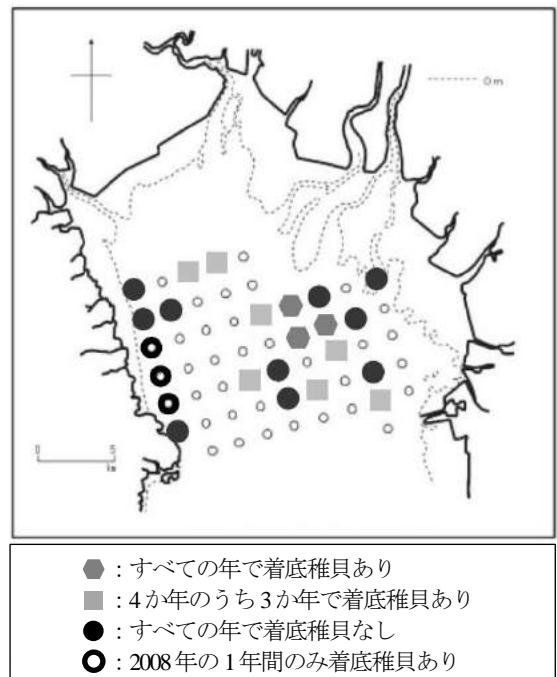 0m
0 5
km
: すべての年で着底稚貝あり
: 4か年のうち3か年で着底稚貝あり
: すべての年で着底稚貝なし
: 2008年の1年間のみ着底稚貝あり